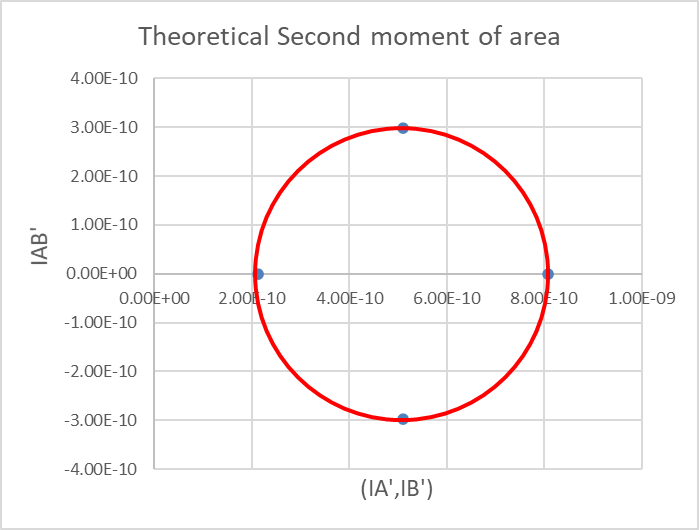 Theoretical Second moment of area
4.00E-10
3.00E-10
2.00E-10
1.00E-10
0.00E+00
-1.00E-10
-2.00E-10
-3.00E-10
-4.00E-10
0.00E+00 2.00E-10 4.00E-10 6.00E-10 8.00E-10 1.00E-09
IAB'
(IA',IB')